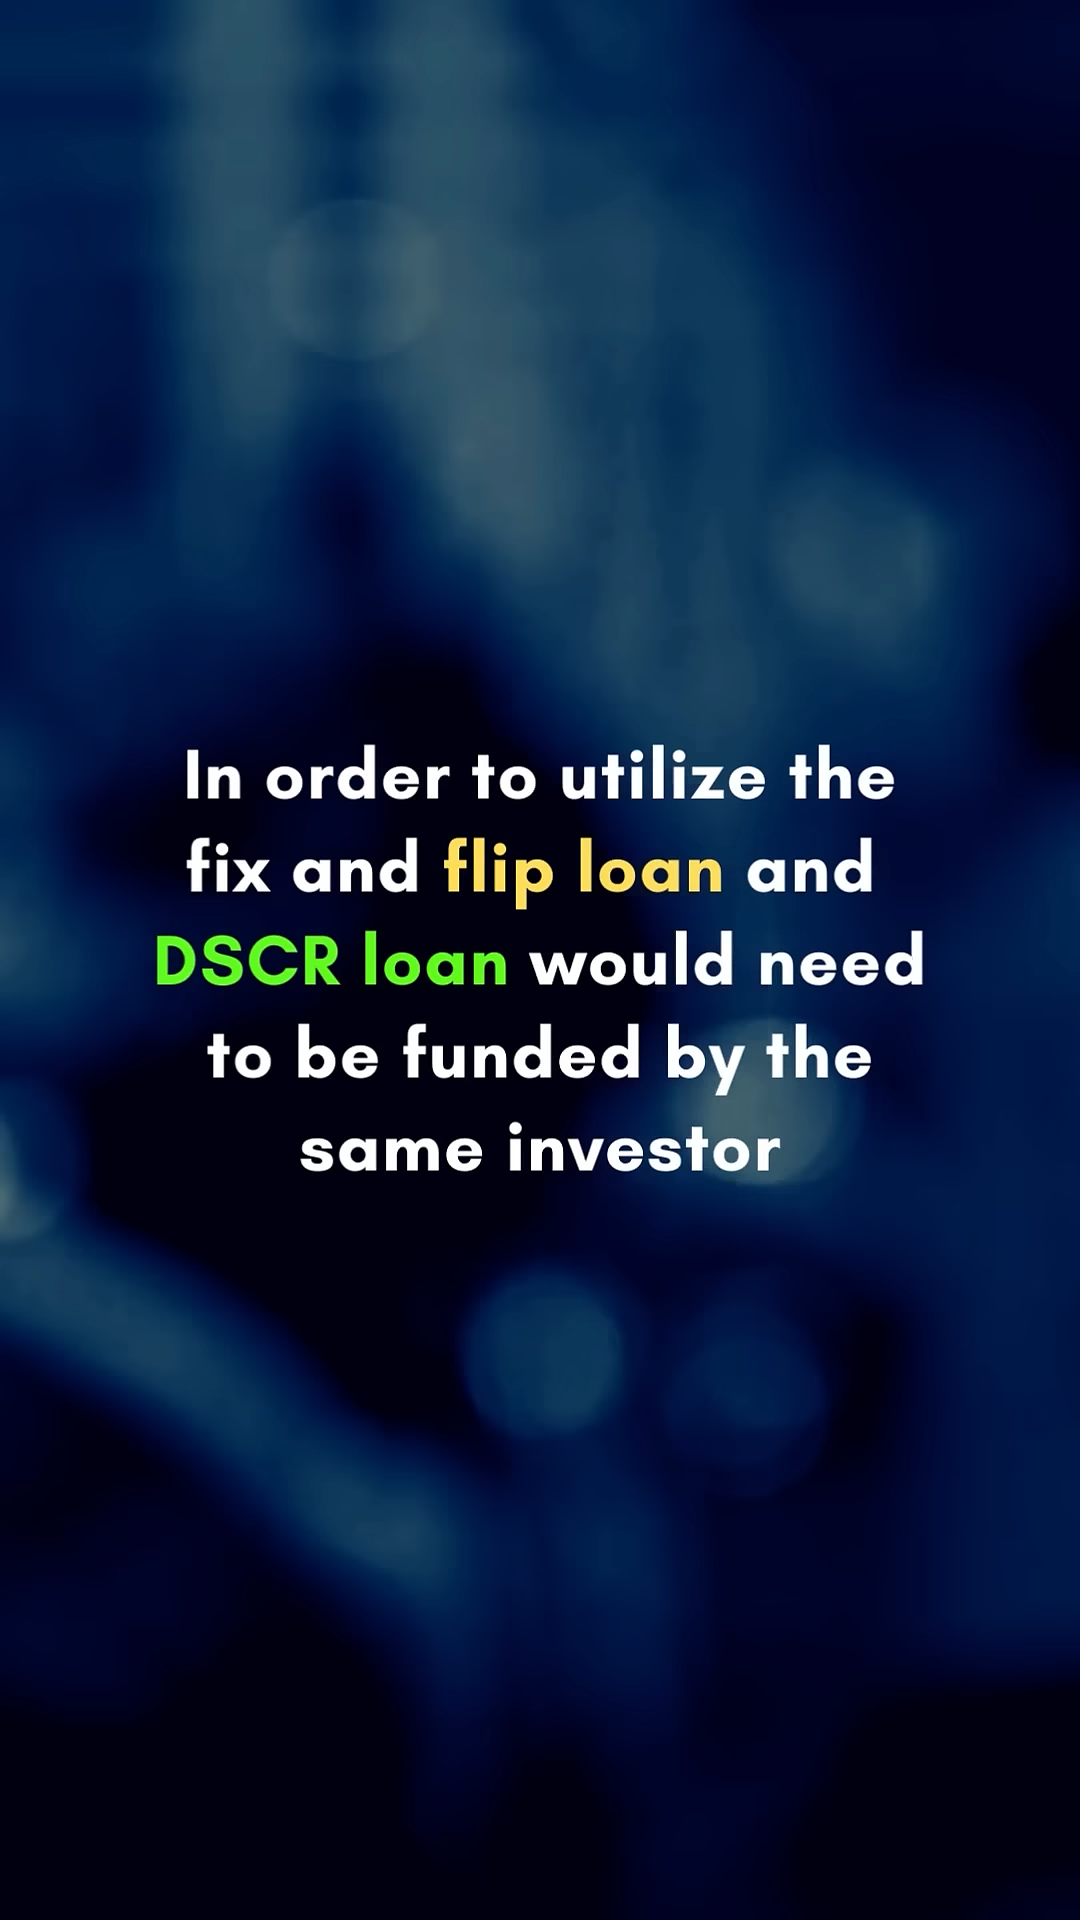 In order to utilize the
fix and flip loan and
DSCR loan would need
to be funded by the
same investor